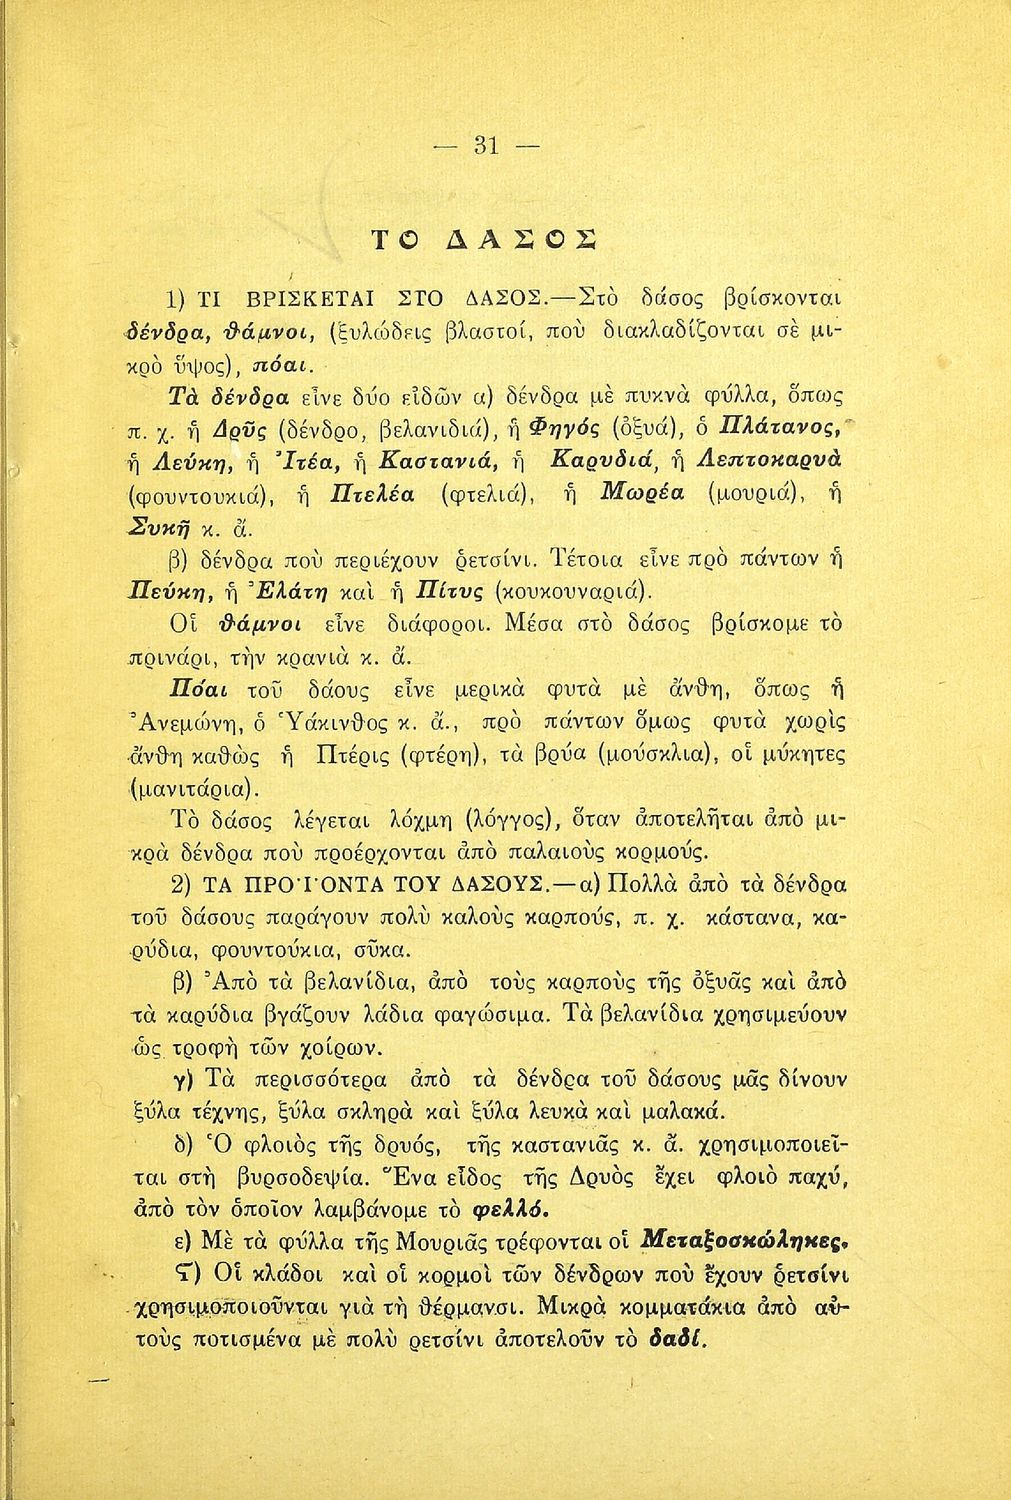 — 31 —
ΤΟ ΔΑΣΟΣ
1) ΤΙ ΒΡΙΣΚΕΤΑΙ ΣΤΟ ΔΑΣΟΣ.—Στὸ δάσος βρίσκονται
δένδρα, θάμνοι, (ξυλώδεις βλαστοί, ποὺ διακλαδίζονται σὲ μι-
κρὸ ὕψος), πόαι.
Τὰ δένδρα εἶνε δύο εἰδῶν α) δένδρα μὲ πυκνὰ φύλλα, ὅπως
π. χ. ἡ Δρῦς (δένδρο, βελανιδιά), ἡ Φηγός (ὀξυά), ὁ Πλάτανος,
ἡ Λεύκη, ἡ Ἰτέα, ἡ Καστανιά, ἡ Καρυδιά, ἡ Λεπτοκαρυὰ
(φουντουκιά), ἡ Πτελέα (φτελιά), ἡ Μωρέα (μουριά), ἡ
Συκῆ κ. ἄ.
β) δένδρα ποὺ περιέχουν ῥετσίνι. Τέτοια εἶνε πρὸ πάντων ἡ
Πεύκη, ἡ Ἐλάτη καὶ ἡ Πίτυς (κουκουναριά).
Οἱ θάμνοι εἶνε διάφοροι. Μέσα στὸ δάσος βρίσκομε τὸ
πρινάρι, τὴν κρανιὰ κ. ἄ.
Πόαι τοῦ δάους εἶνε μερικὰ φυτὰ μὲ ἄνθη, ὅπως ἡ
Ἀνεμώνη, ὁ Ὑάκινθος κ. ἄ., πρὸ πάντων ὅμως φυτὰ χωρὶς
ἄνθη καθὼς ἡ Πτέρις (φτέρη), τὰ βρύα (μούσκλια), οἱ μύκητες
(μανιτάρια).
Τὸ δάσος λέγεται λόχμη (λόγγος), ὅταν ἀποτελῆται ἀπὸ μι-
κρὰ δένδρα ποὺ προέρχονται ἀπὸ παλαιοὺς κορμούς.
2) ΤΑ ΠΡΟ·Ι·ΟΝΤΑ ΤΟΥ ΔΑΣΟΥΣ.—α) Πολλὰ ἀπὸ τὰ δένδρα
τοῦ δάσους παράγουν πολὺ καλοὺς καρπούς, π. χ. κάστανα, κα-
ρύδια, φουντούκια, σῦκα.
β) Ἀπὸ τὰ βελανίδια, ἀπὸ τοὺς καρποὺς τῆς ὀξυᾶς καὶ ἀπὸ
τὰ καρύδια βγάζουν λάδια φαγώσιμα. Τὰ βελανίδια χρησιμεύουν
ὡς τροφὴ τῶν χοίρων.
γ) Τὰ περισσότερα ἀπὸ τὰ δένδρα τοῦ δάσους μᾶς δίνουν
ξύλα τέχνης, ξύλα σκληρὰ καὶ ξύλα λευκὰ καὶ μαλακά.
δ) Ὁ φλοιὸς τῆς δρυός, τῆς καστανιᾶς κ. ἄ. χρησιμοποιεῖ-
ται στὴ βυρσοδεψία. Ἕνα εἶδος τῆς Δρυὸς ἔχει φλοιὸ παχύ,
ἀπὸ τὸν ὁποῖον λαμβάνομε τὸ φελλό.
ε) Μὲ τὰ φύλλα τῆς Μουριᾶς τρέφονται οἱ Μεταξοσκώληκες.
Ϛ) Οἱ κλάδοι καὶ οἱ κορμοὶ τῶν δένδρων ποὺ ἔχουν ῥετσίνι
χρησιμοποιοῦνται γιὰ τὴ θέρμανσι. Μικρὰ κομματάκια ἀπὸ αὐ-
τοὺς ποτισμένα μὲ πολὺ ρετσίνι ἀποτελοῦν τὸ δαδί.